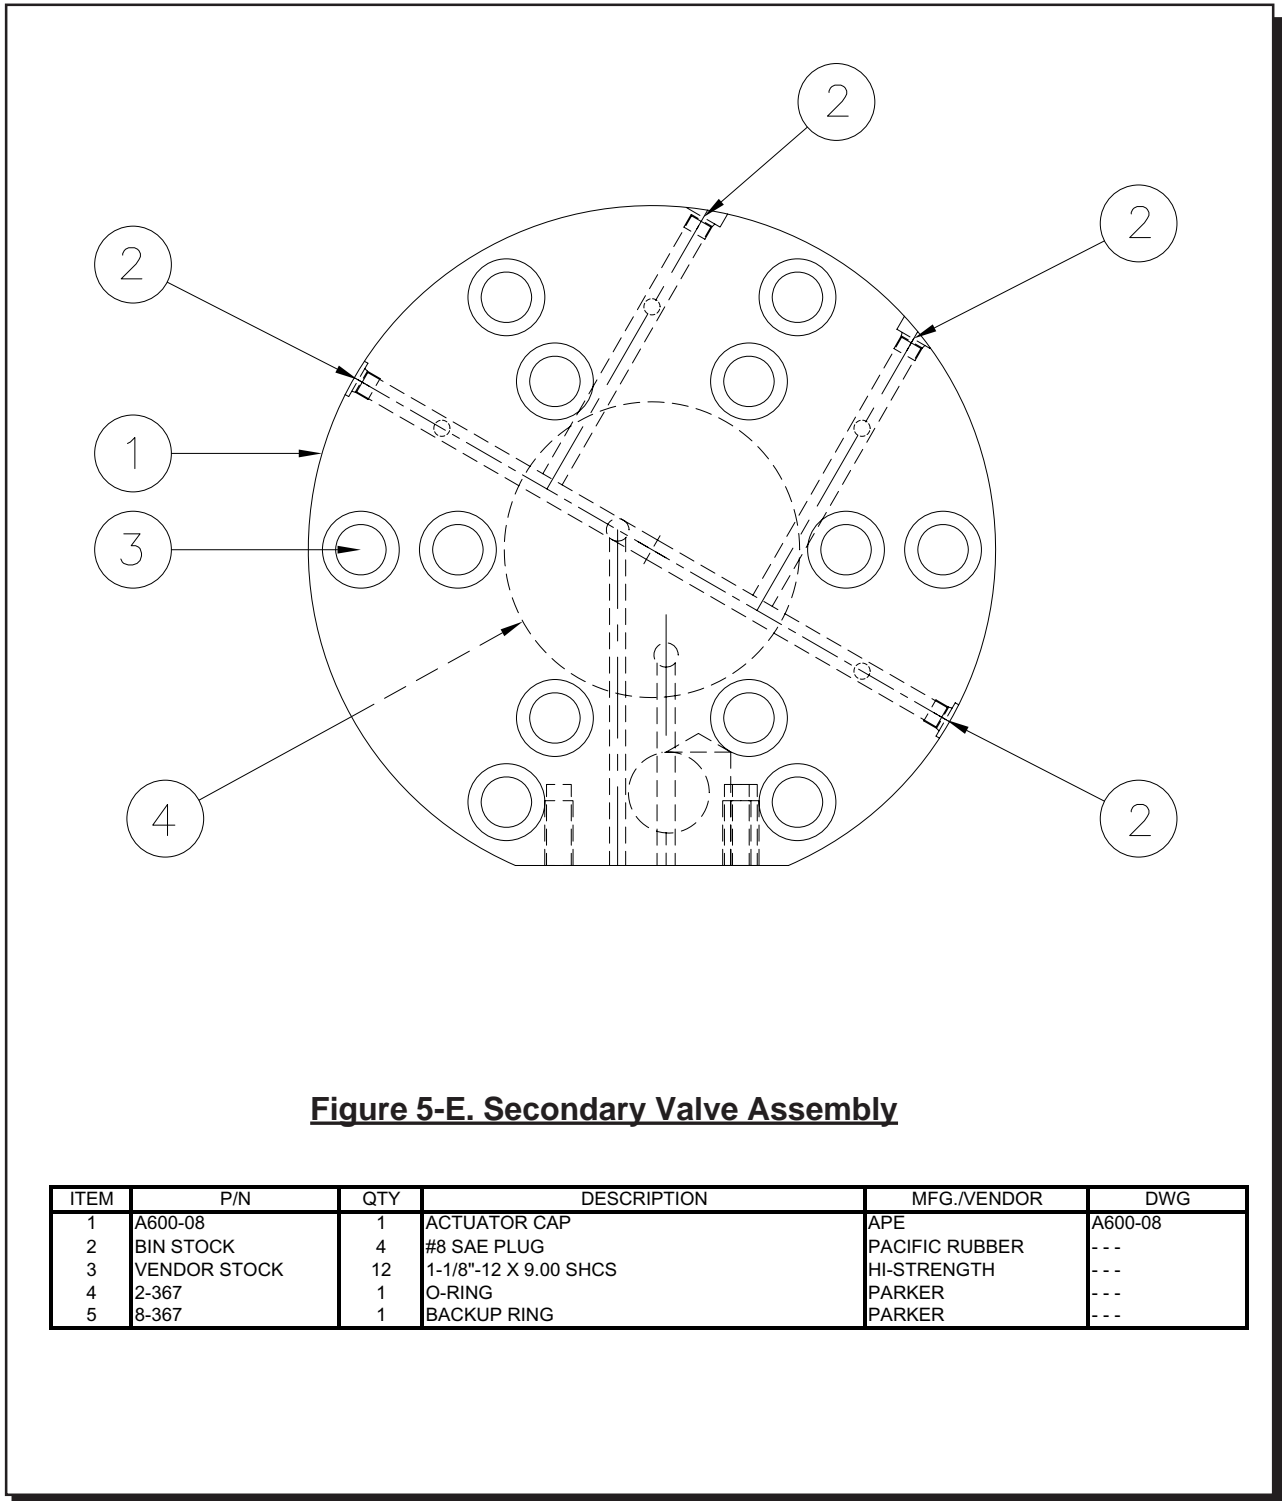 2
2
2
1
3
4
2
Figure 5-E. Secondary Valve Assembly
ITEM P/N QTY DESCRIPTION MFG./VENDOR DWG
1 A600-08 1 ACTUATOR CAP APE A600-08
2 BIN STOCK 4 #8 SAE PLUG PACIFIC RUBBER - - -
3 VENDOR STOCK 12 1-1/8"-12 X 9.00 SHCS HI-STRENGTH - - -
4 2-367 1 O-RING PARKER - - -
5 8-367 1 BACKUP RING PARKER - - -